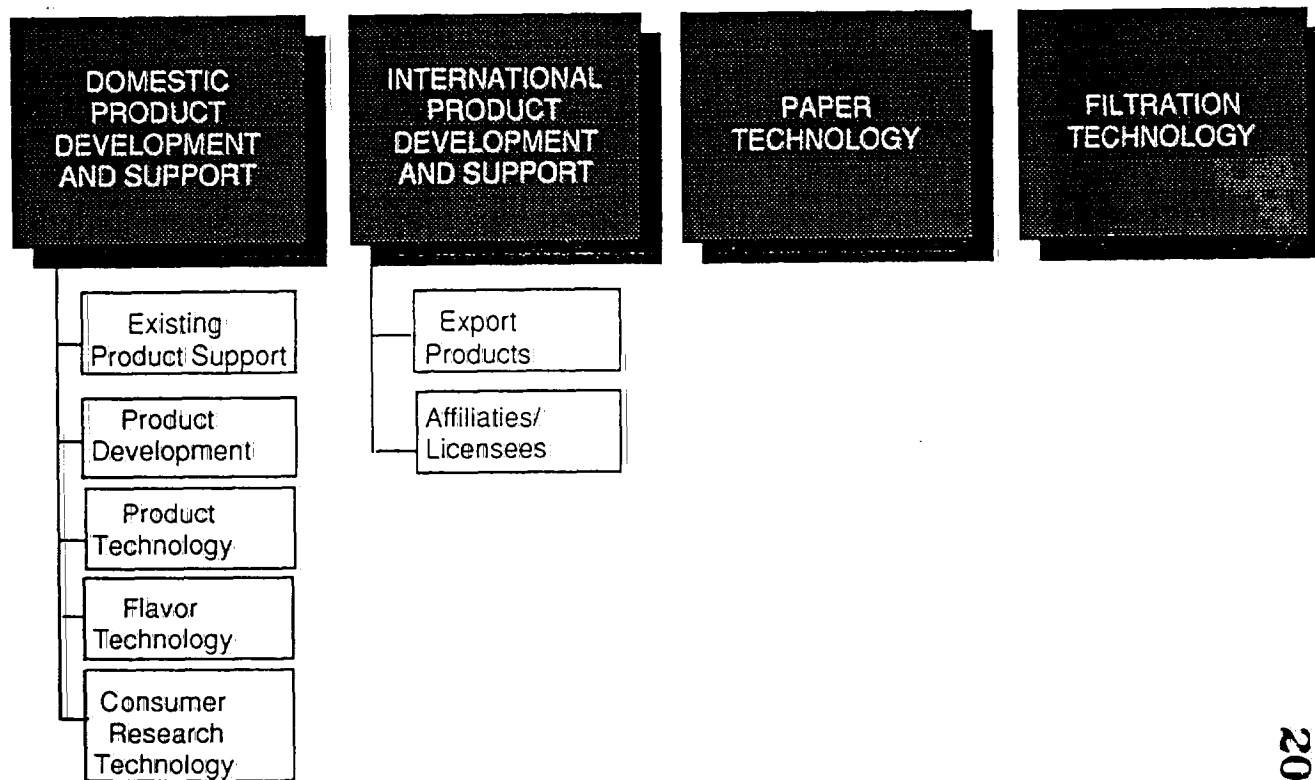 DOMESTIC
PRODUCT
DEVELOPMENT
AND SUPPORT
INTERNATIONAL
PRODUCT
DEVELOPMENT
AND SUPPORT
PAPER
TECHNOLOGY
FILTRATION
TECHNOLOGY
Existing
Product Support
Product
Development
Product
Technology
Flavor
Technology
Consumer
Research
Technology
Export
Products
Affiliaties/
Licensees
20